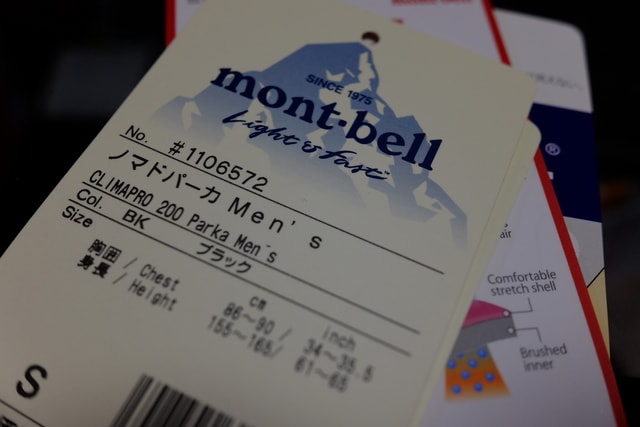 SINCE 1975
mont·bell
Light & Fast
No. #1106572
ノマドパーカ Men's
CLIMAPRO 200 Parka Men's
Col. BK ブラック
Size
cm inch
胸囲 / Chest 86~90 / 34~35.5
身長 / Height 155~165 / 61~65
S
Comfortable
stretch shell
Brushed
inner